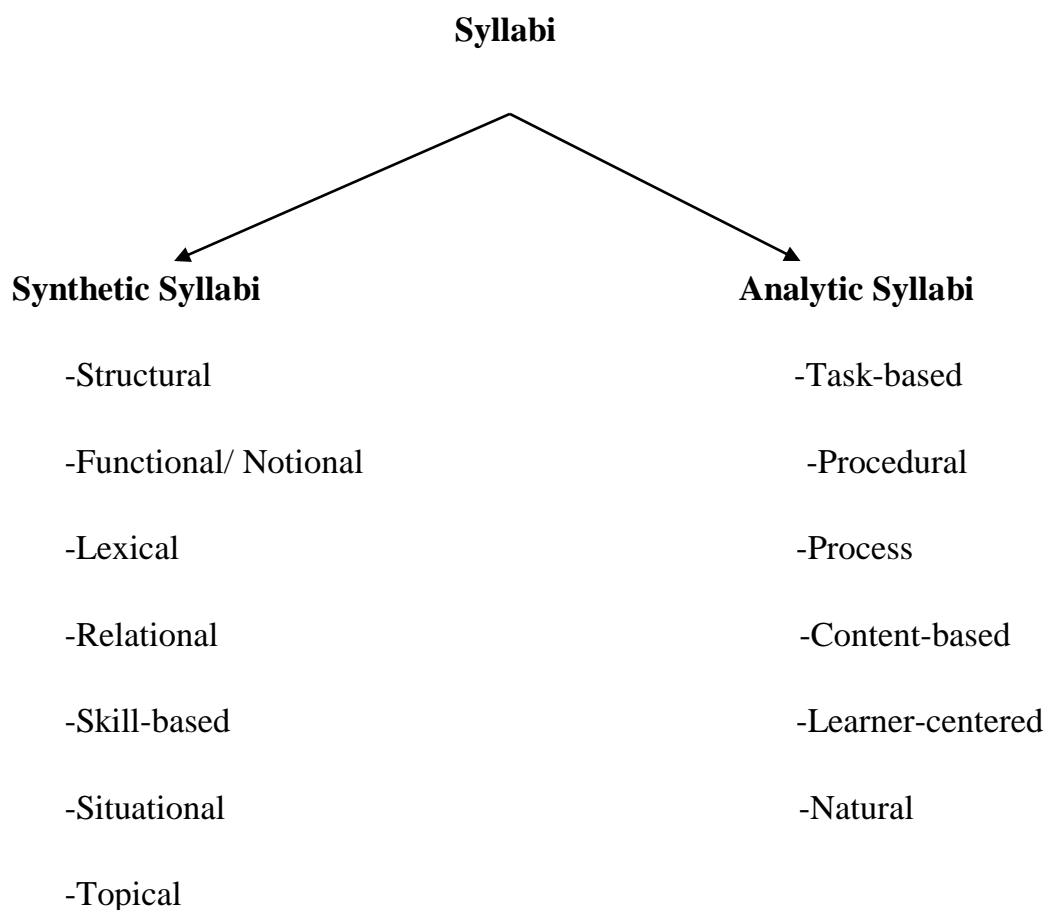 Syllabi
Synthetic Syllabi
-Structural
-Functional/ Notional
-Lexical
-Relational
-Skill-based
-Situational
-Topical
Analytic Syllabi
-Task-based
-Procedural
-Process
-Content-based
-Learner-centered
-Natural